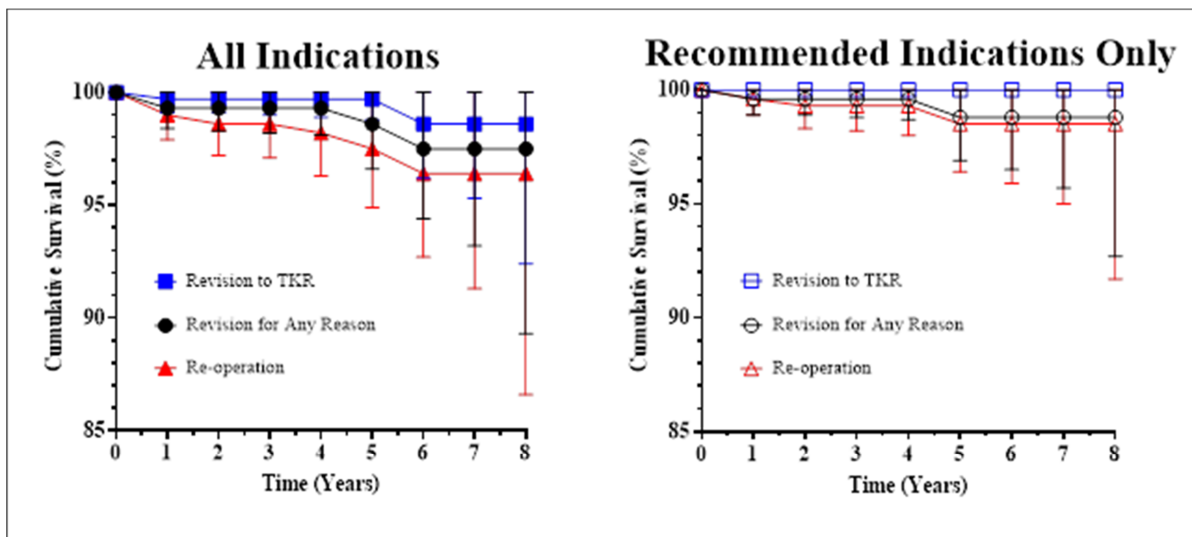 All Indications
100
95
90
85
Cumulative Survival (%)
Revision to TKR
Revision for Any Reason
Re-operation
0 1 2 3 4 5 6 7 8
Time (Years)
Recommended Indications Only
100
95
90
85
Cumulative Survival (%)
Revision to TKR
Revision for Any Reason
Re-operation
0 1 2 3 4 5 6 7 8
Time (Years)